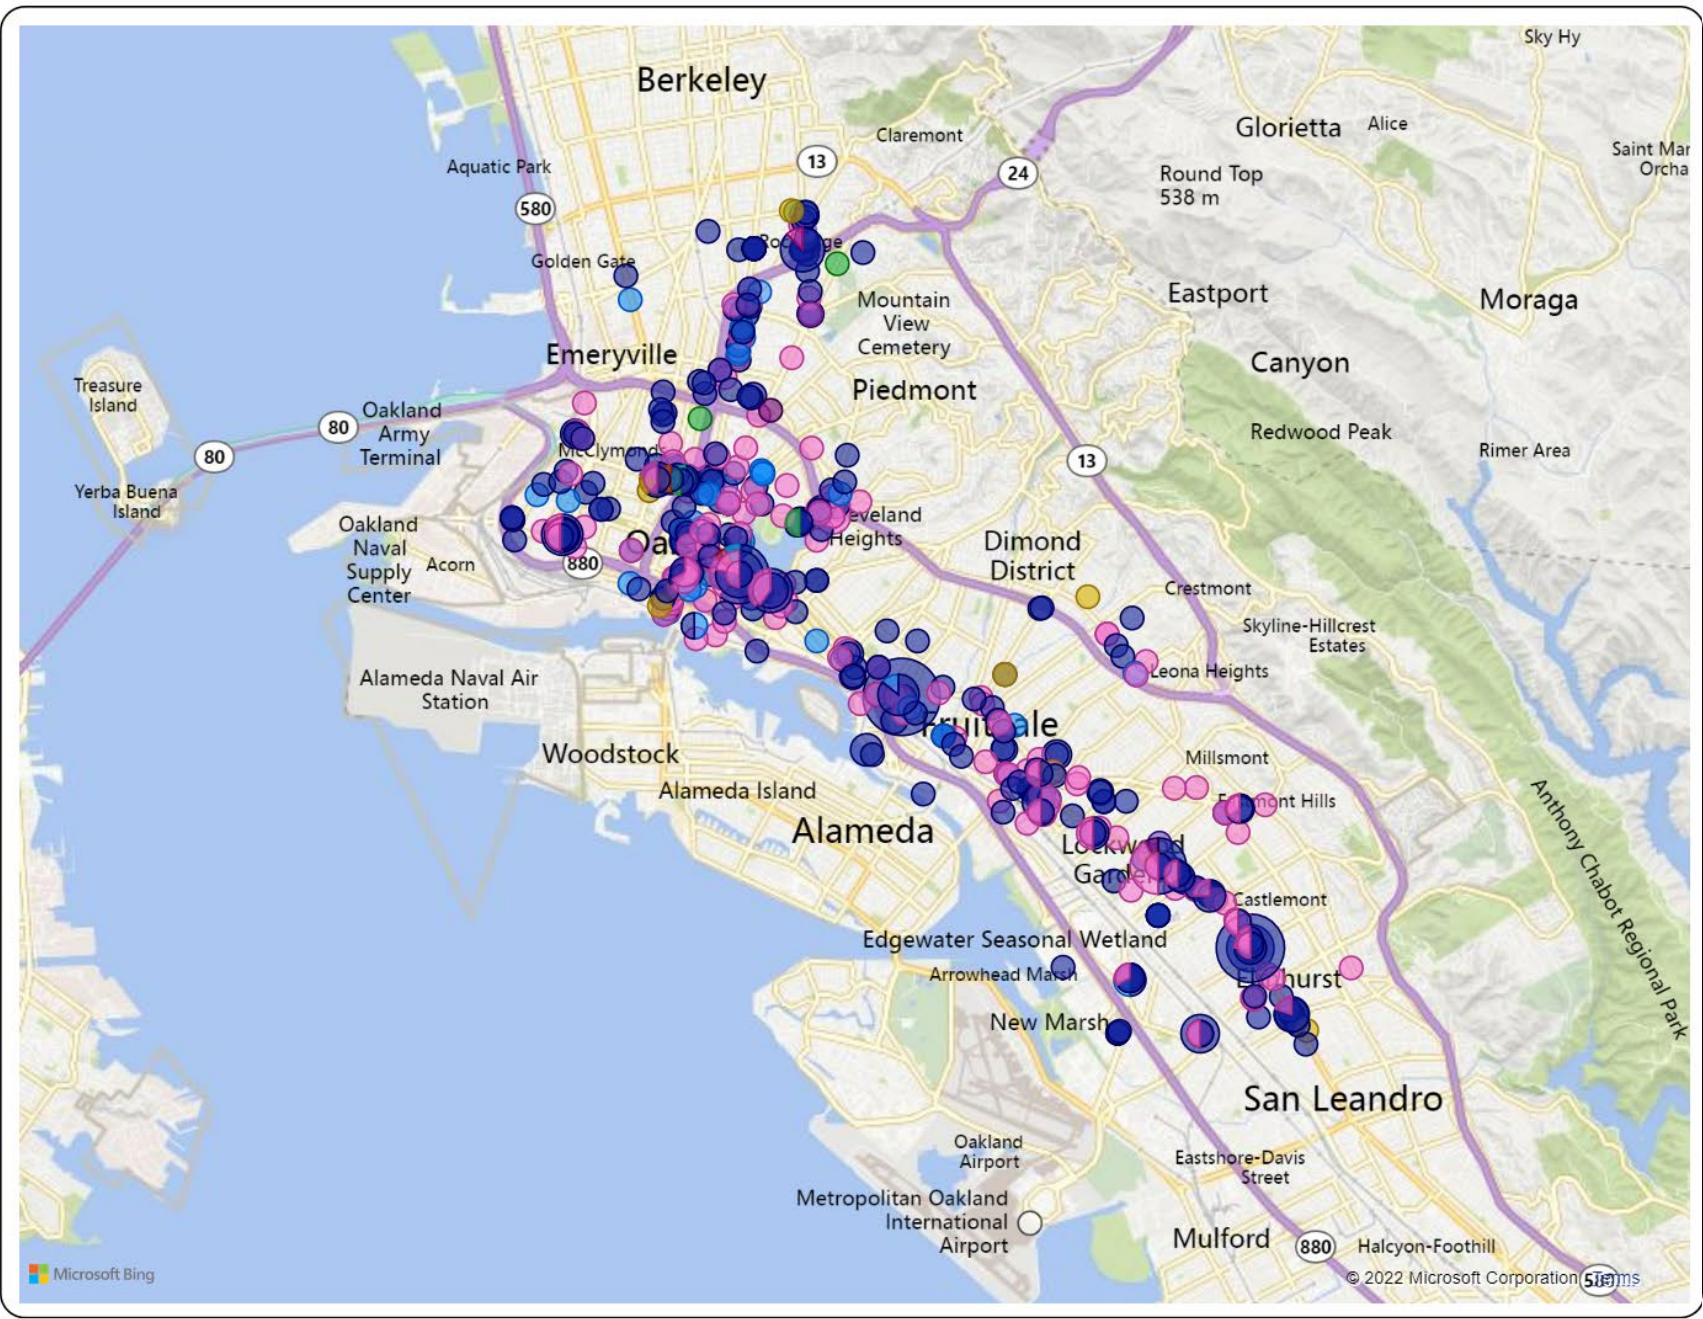 Sky Hy
Berkeley
Glorietta
Alice
Claremont
13
Saint Mar
Orcha
Aquatic Park
24
Round Top
538 m
580
Golden Gate
Eastport
Moraga
Mountain
View
Cemetery
Emeryville
Canyon
Treasure
Island
Piedmont
Oakland
Army
Terminal
80
80
Redwood Peak
Rimer Area
13
Yerba Buena
Island
Oakland
Naval
Supply
Center
Acorn
880
Heights
Dimond
District
Crestmont
Skyline-Hillcrest
Estates
Leona Heights
Alameda Naval Air
Station
Woodstock
Millsmont
Alameda Island
Alameda
Anthony Chabot Regional Park
Castlemont
Edgewater Seasonal Wetland
Arrowhead Marsh
New Marsh
San Leandro
Oakland
Airport
Eastshore-Davis
Street
Metropolitan Oakland
International
Airport
Mulford
880
Halcyon-Foothill
Microsoft Bing
© 2022 Microsoft Corporation
Terms